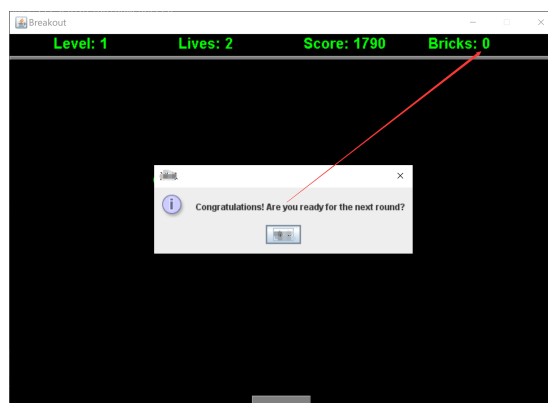 Breakout
Level: 1 Lives: 2 Score: 1790 Bricks: 0
Congratulations! Are you ready for the next round?